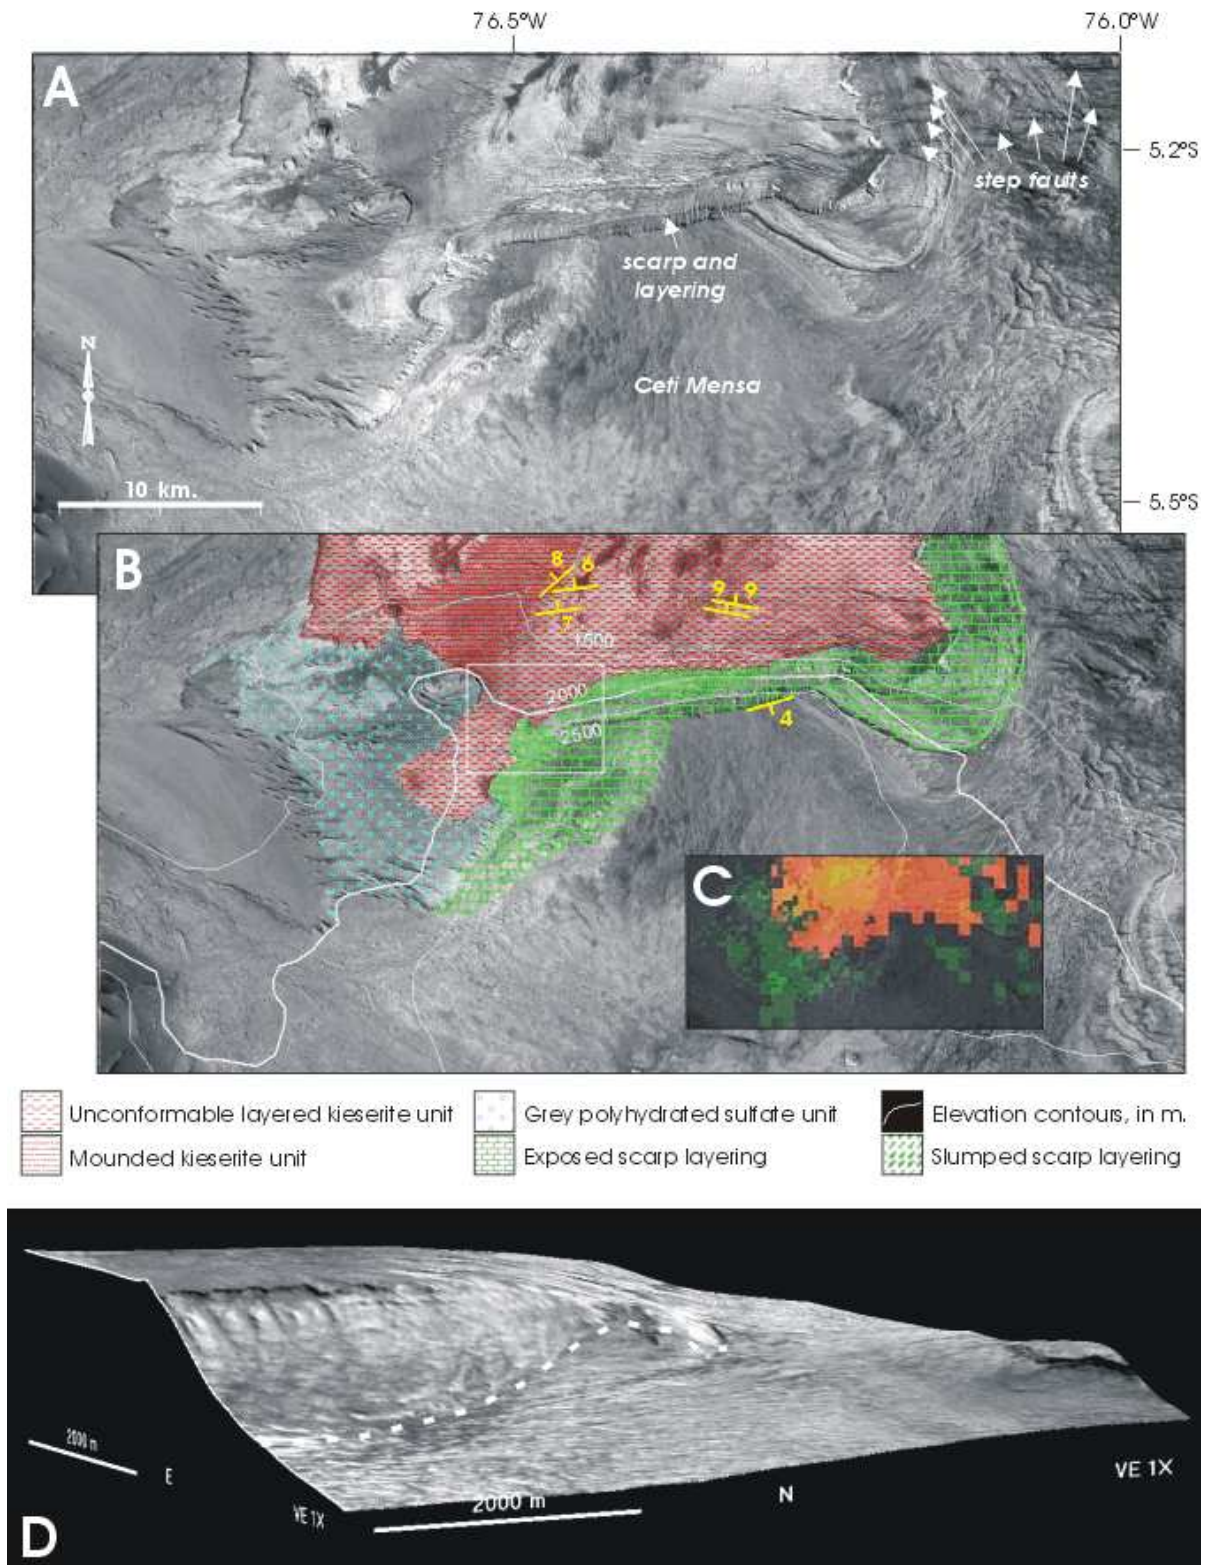 76.5°W
76.0°W
A
5.2°S
step faults
scarp and
layering
N
Ceti Mensa
10 km.
5.5°S
B
8
6
9
9
7
1500
2000
4
2500
C
Unconformable layered kieserite unit
Grey polyhydrated sulfate unit
Elevation contours, in m.
Mounded kieserite unit
Exposed scarp layering
Slumped scarp layering
2000 m
E
VE 1X
2000 m
N
VE 1X
D